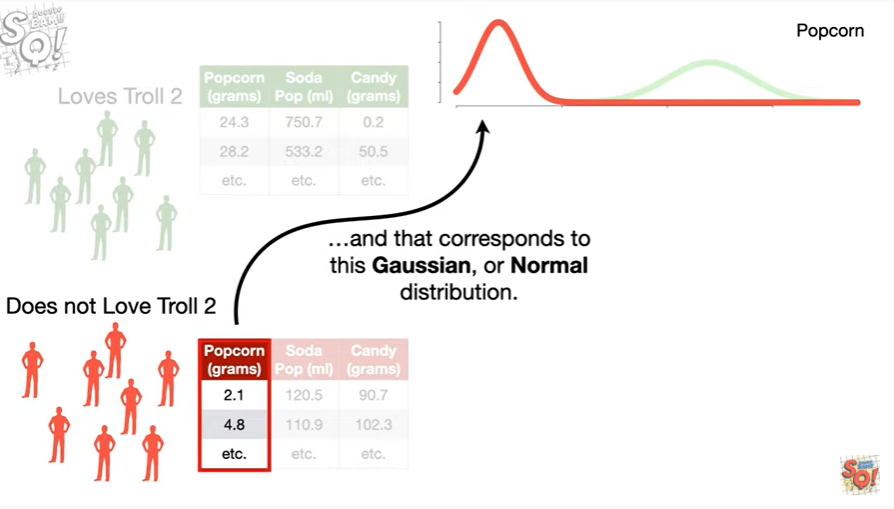 SQ!
Popcorn
Loves Troll 2
Popcorn (grams) Soda Pop (ml) Candy (grams)
24.3 750.7 0.2
28.2 533.2 50.5
etc. etc. etc.
…and that corresponds to
this Gaussian, or Normal
distribution.
Does not Love Troll 2
Popcorn (grams) Soda Pop (ml) Candy (grams)
2.1 120.5 90.7
4.8 110.9 102.3
etc. etc. etc.
SQ!